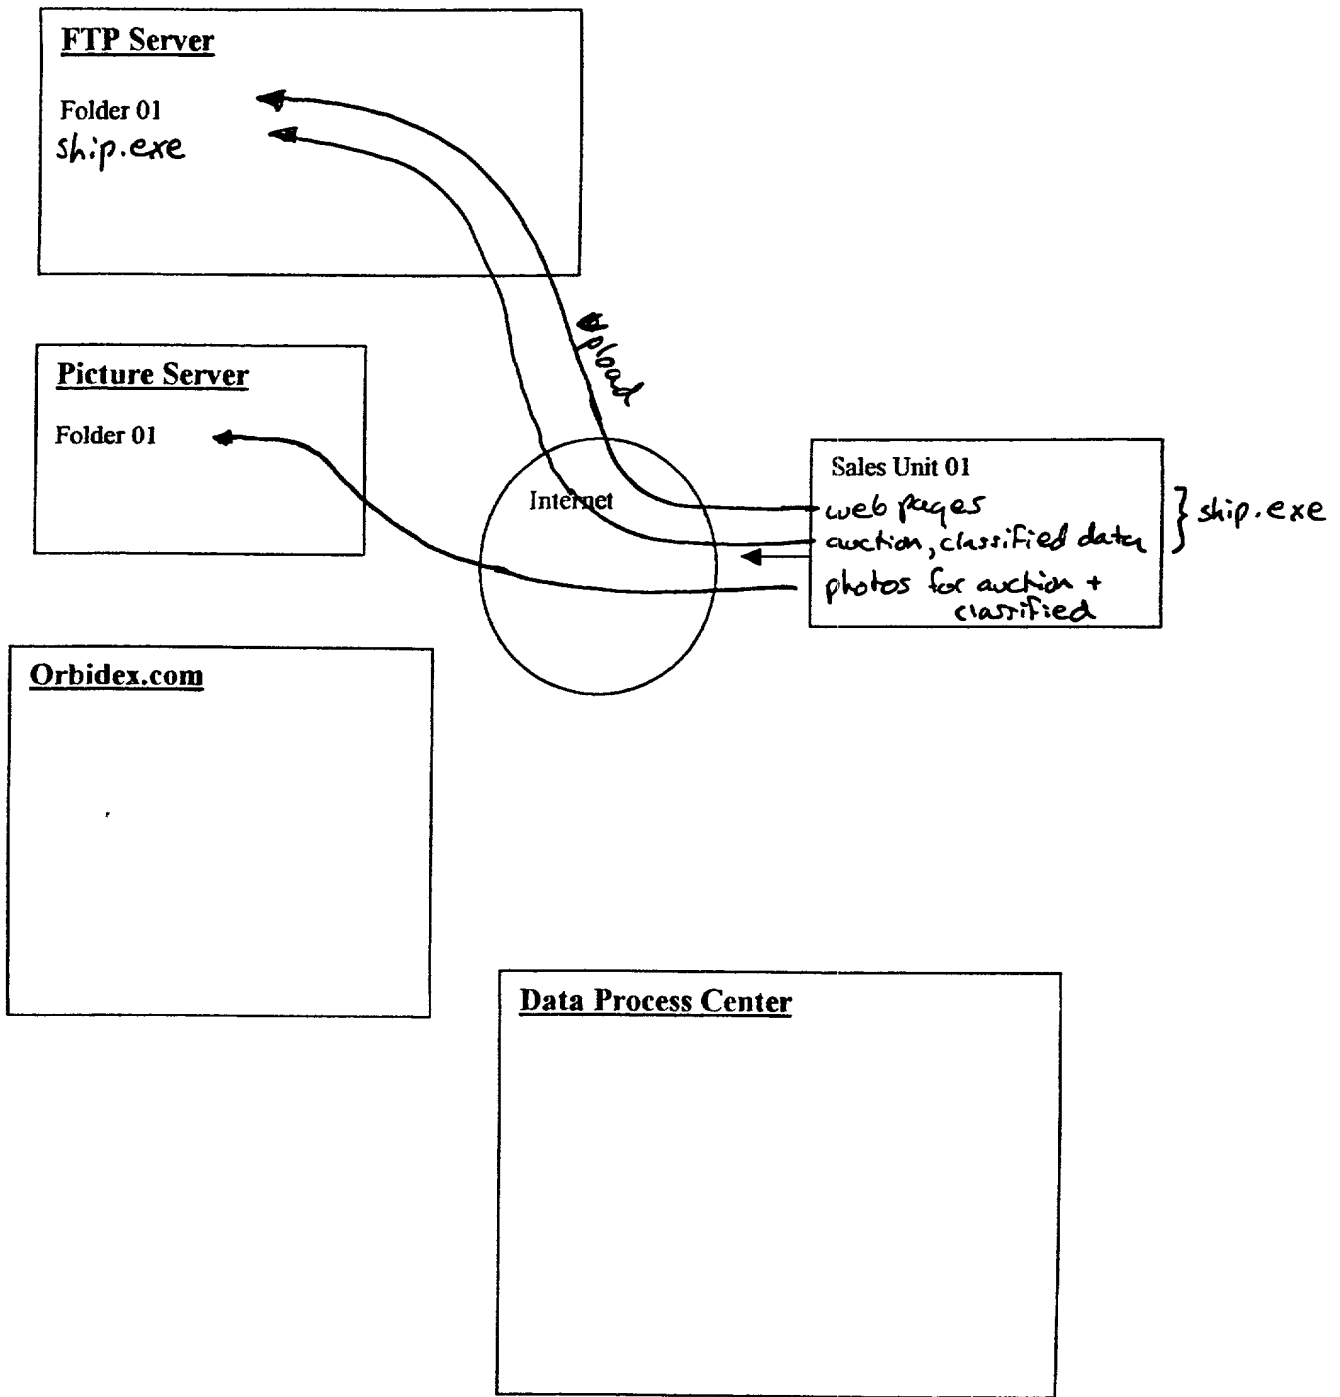 FTP Server
Folder 01
ship.exe
Upload
Picture Server
Folder 01
Internet
Sales Unit 01
web pages
auction, classified data
photos for auction +
classified
} ship.exe
Orbidex.com
Data Process Center